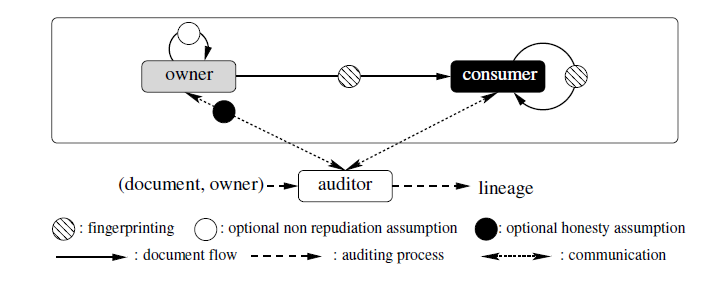 owner
consumer
(document, owner)
auditor
lineage
: fingerprinting
: optional non repudiation assumption
: optional honesty assumption
: document flow
: auditing process
: communication